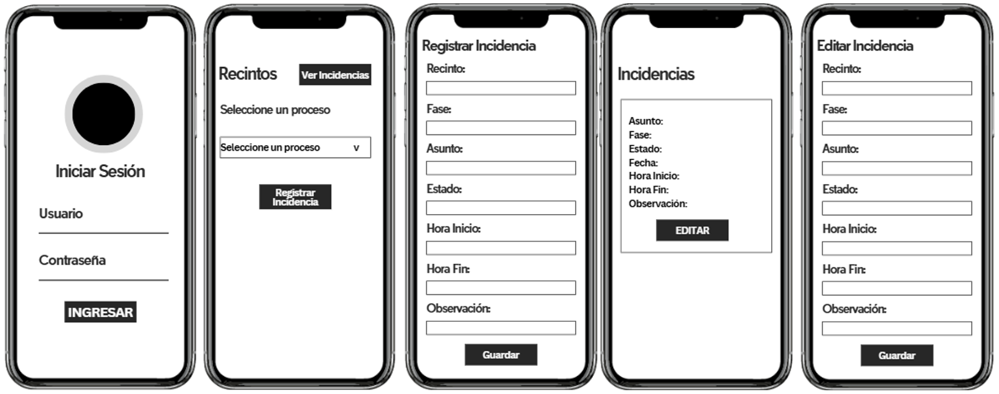 Iniciar Sesión
Usuario
Contraseña
INGRESAR
Recintos
Ver Incidencias
Seleccione un proceso
Seleccione un proceso v
Registrar
Incidencia
Registrar Incidencia
Recinto:
Fase:
Asunto:
Estado:
Hora Inicio:
Hora Fin:
Observación:
Guardar
Incidencias
Asunto:
Fase:
Estado:
Fecha:
Hora Inicio:
Hora Fin:
Observación:
EDITAR
Editar Incidencia
Recinto:
Fase:
Asunto:
Estado:
Hora Inicio:
Hora Fin:
Observación:
Guardar